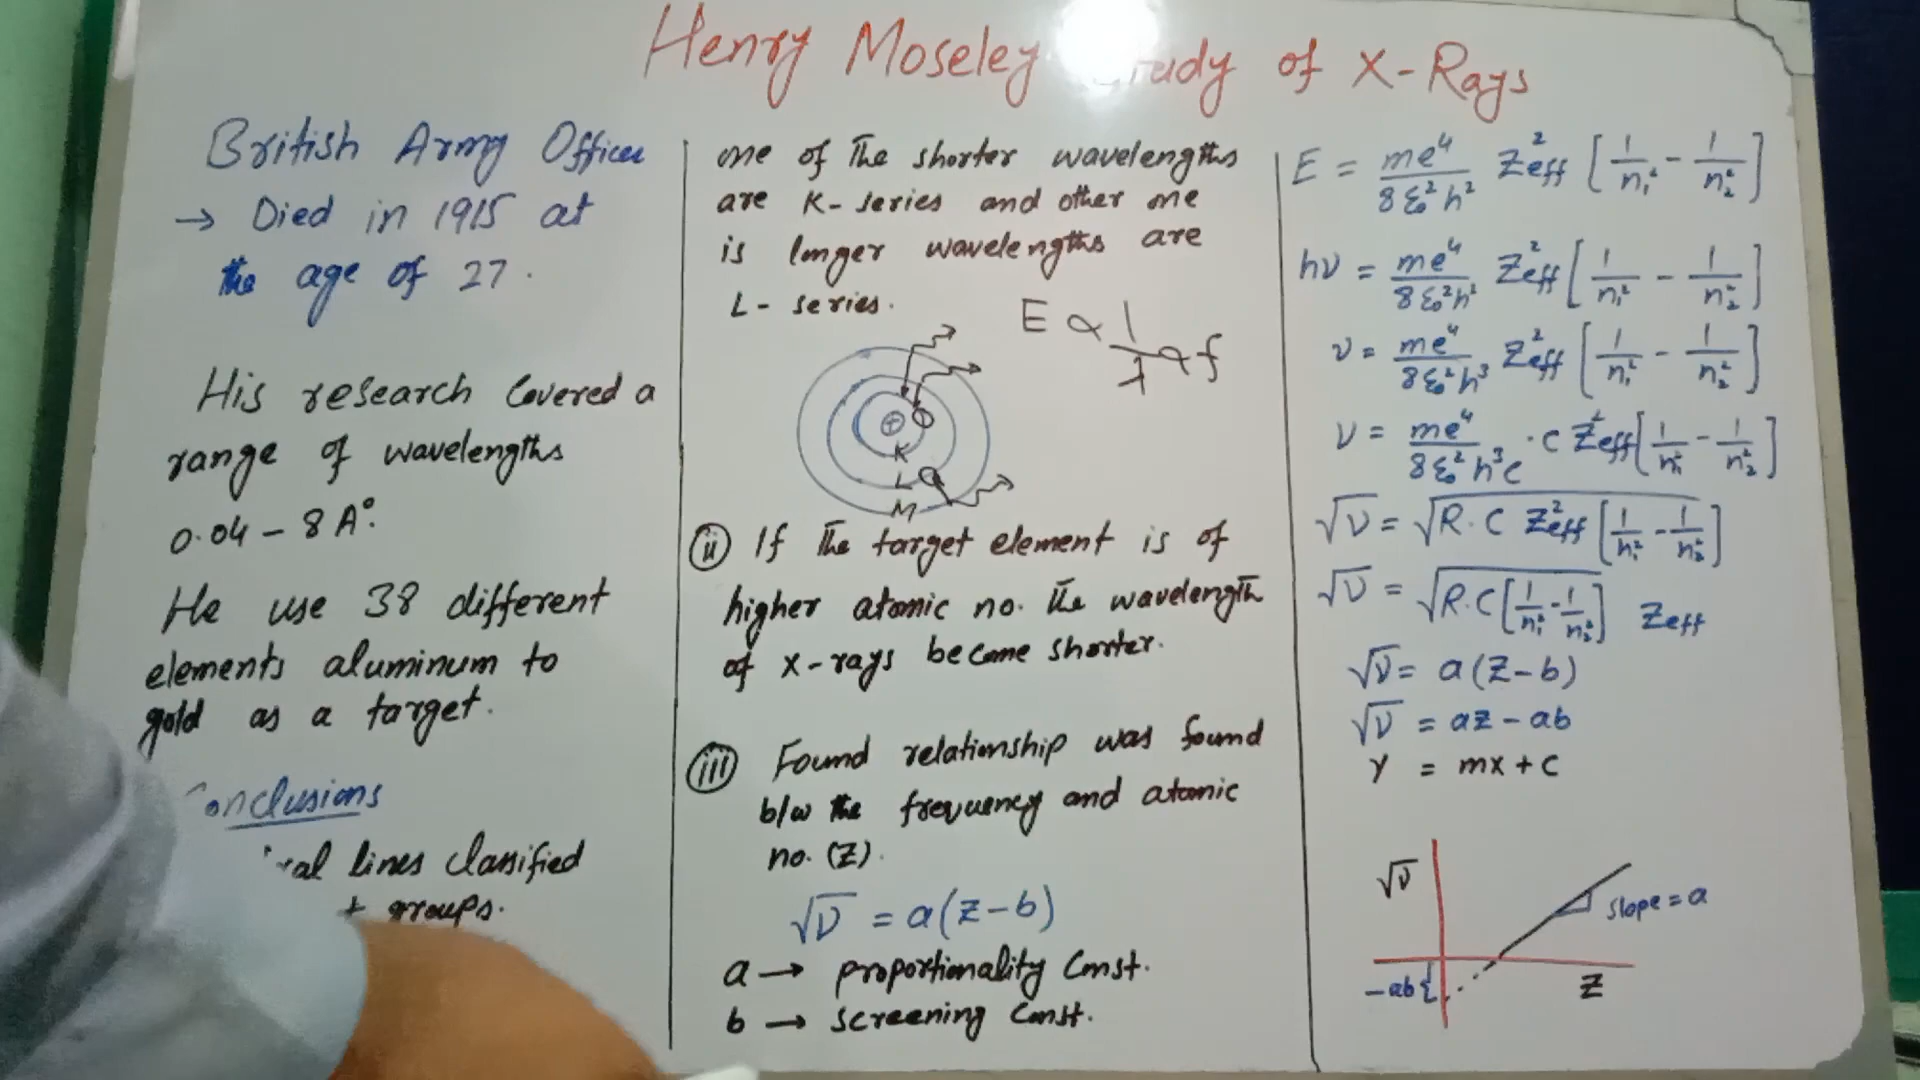 Henry Moseley Study of X-Rays
British Army Officer
→ Died in 1915 at
the age of 27.
His research Covered a
range of wavelengths
0.04 - 8 A°.
He use 38 different
elements aluminum to
gold as a target.
Conclusions
lines classified
groups.
one of The shorter wavelengths
are K-series and other one
is longer wavelengths are
L-series.
E ∝ 1/λ ∝ f
K
L
M
(ii) If The target element is of
higher atomic no. the wavelength
of x-rays become shorter.
(iii) Found relationship was found
b/w the frequency and atomic
no. (Z).
√ν = a(z-b)
a → proportionality Const.
b → screening Const.
E = me⁴/8ε₀²h² Z²eff [1/n₁² - 1/n₂²]
hν = me⁴/8ε₀²h² Z²eff [1/n₁² - 1/n₂²]
ν = me⁴/8ε₀²h³ Z²eff [1/n₁² - 1/n₂²]
ν = me⁴/8ε₀²h³c · c Z²eff [1/n₁² - 1/n₂²]
√ν = √R·C Z²eff [1/n₁² - 1/n₂²]
√ν = √R·C [1/n₁² - 1/n₂²] Zeff
√ν = a(Z-b)
√ν = az - ab
Y = mx + c
√ν
slope = a
-ab{
Z